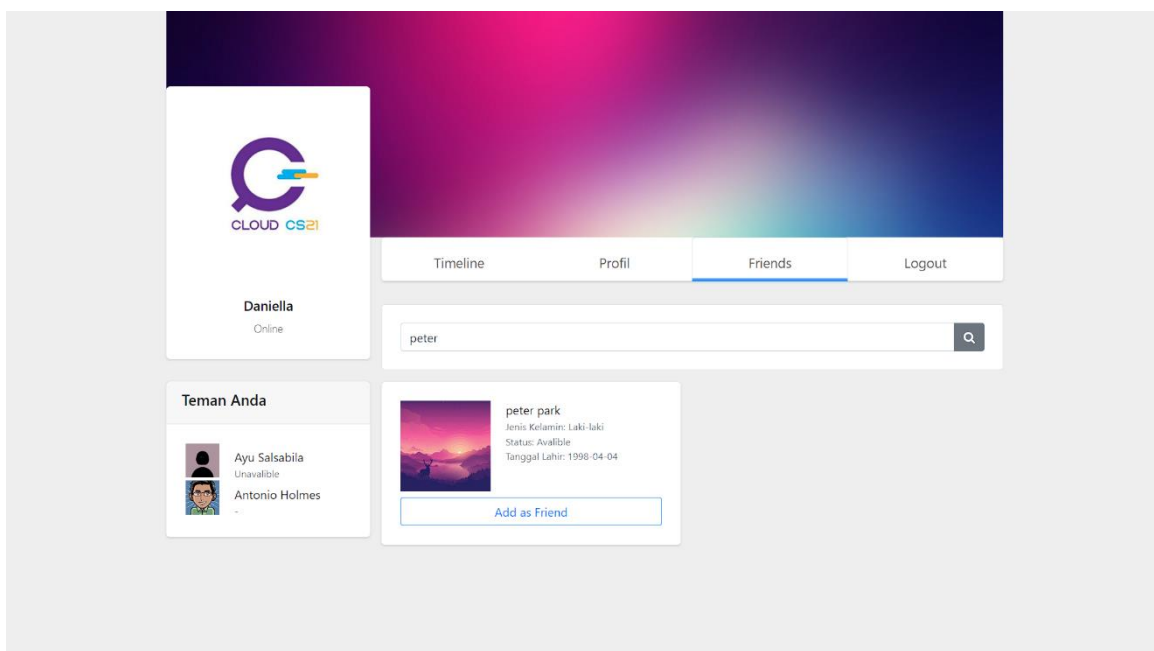 CLOUD CS21
Daniella
Online
Timeline
Profil
Friends
Logout
peter
Teman Anda
Ayu Salsabila
Unavalible
Antonio Holmes
-
peter park
Jenis Kelamin: Laki-laki
Status: Avalible
Tanggal Lahir: 1998-04-04
Add as Friend